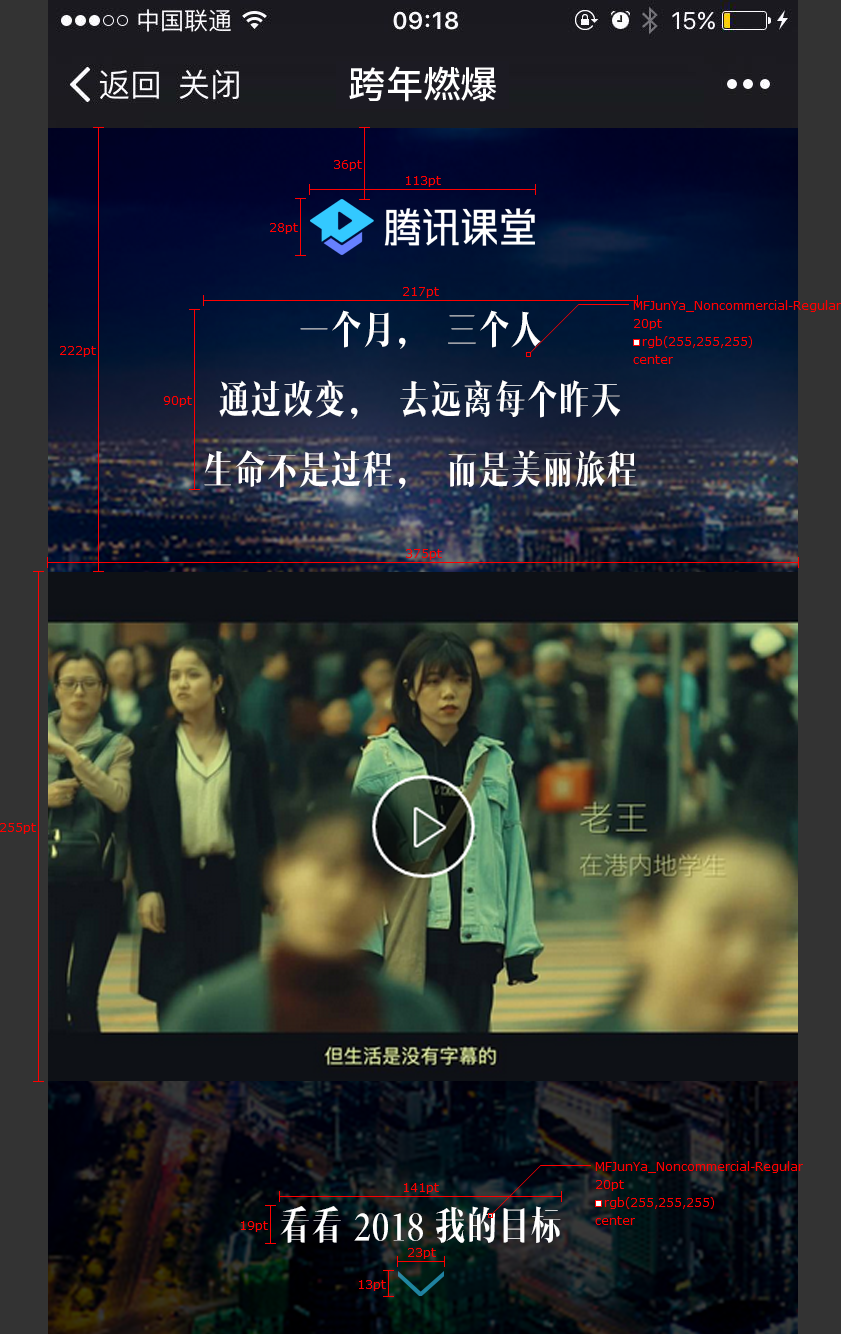 中国联通 09:18 15%
返回 关闭 跨年燃爆
36pt
113pt
28pt 腾讯课堂
217pt
MFJunYa_Noncommercial-Regular
20pt
rgb(255,255,255)
center
一个月， 三个人
222pt
90pt
通过改变， 去远离每个昨天
生命不是过程， 而是美丽旅程
375pt
255pt
老王
在港内地学生
但生活是没有字幕的
MFJunYa_Noncommercial-Regular
20pt
rgb(255,255,255)
center
141pt
19pt 看看 2018 我的目标
23pt
13pt